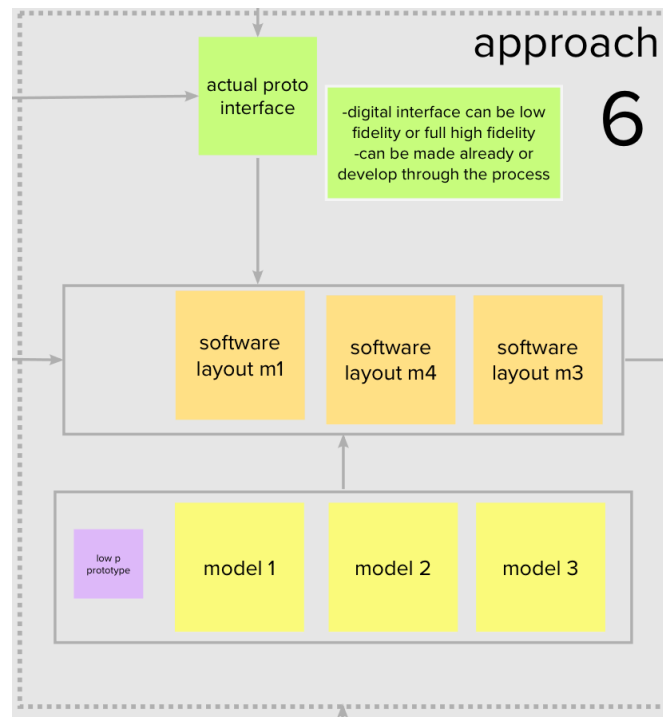 approach
6
actual proto
interface
-digital interface can be low
fidelity or full high fidelity
-can be made already or
develop through the process
software
layout m1
software
layout m4
software
layout m3
low p
prototype
model 1
model 2
model 3